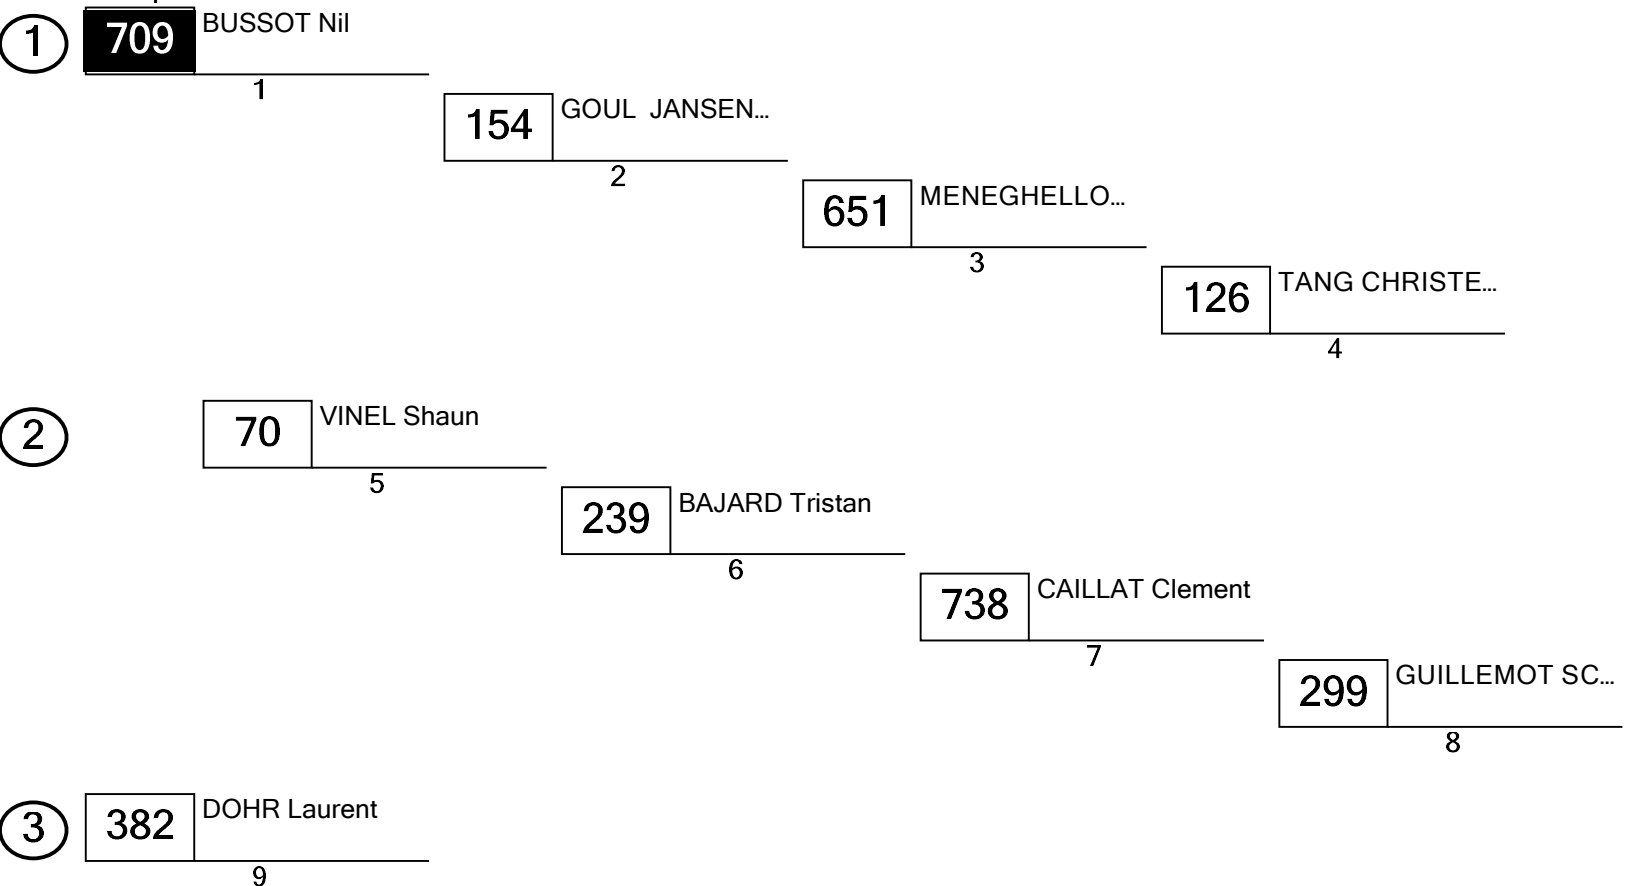 1
709 BUSSOT Nil
1
154 GOUL  JANSEN...
2
651 MENEGHELLO...
3
126 TANG CHRISTE...
4
2
70 VINEL Shaun
5
239 BAJARD Tristan
6
738 CAILLAT Clement
7
299 GUILLEMOT SC...
8
3
382 DOHR Laurent
9